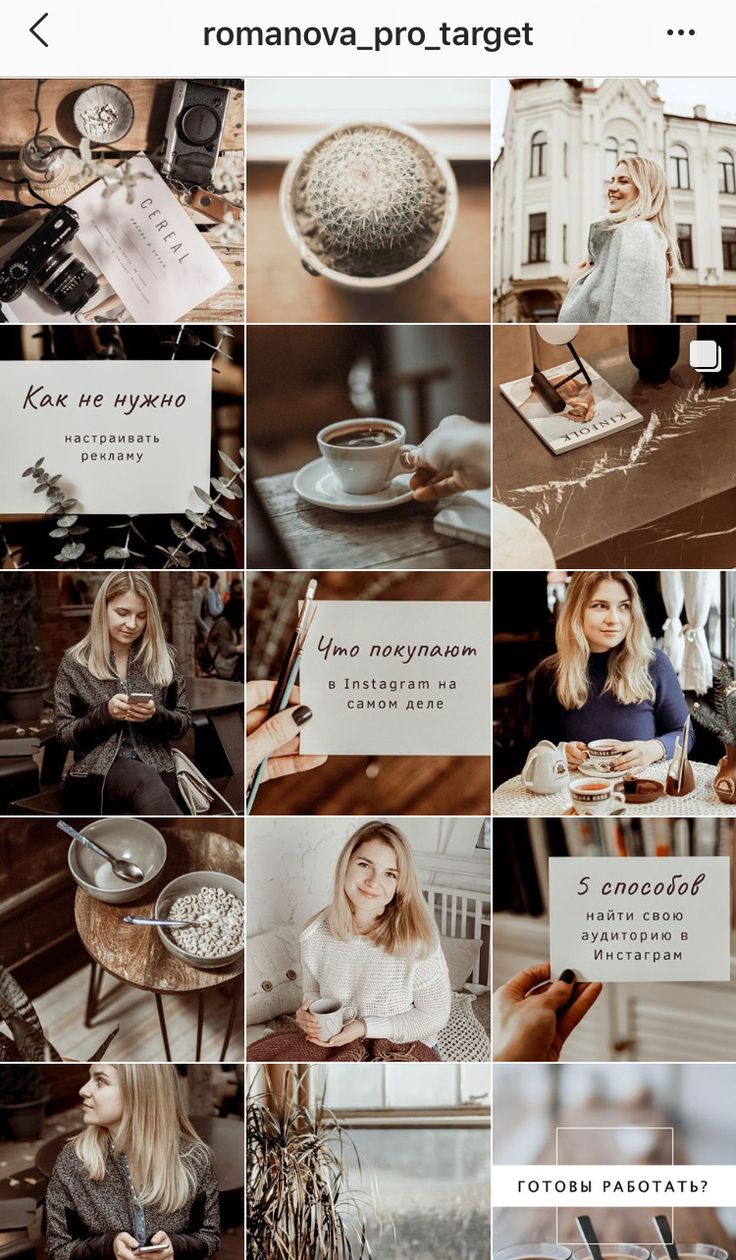 romanova_pro_target
CEREAL
Как не нужно
настраивать
рекламу
KINFOLK
Что покупают
в Instagram на
самом деле
5 способов
найти свою
аудиторию в
Инстаграм
ГОТОВЫ РАБОТАТЬ?